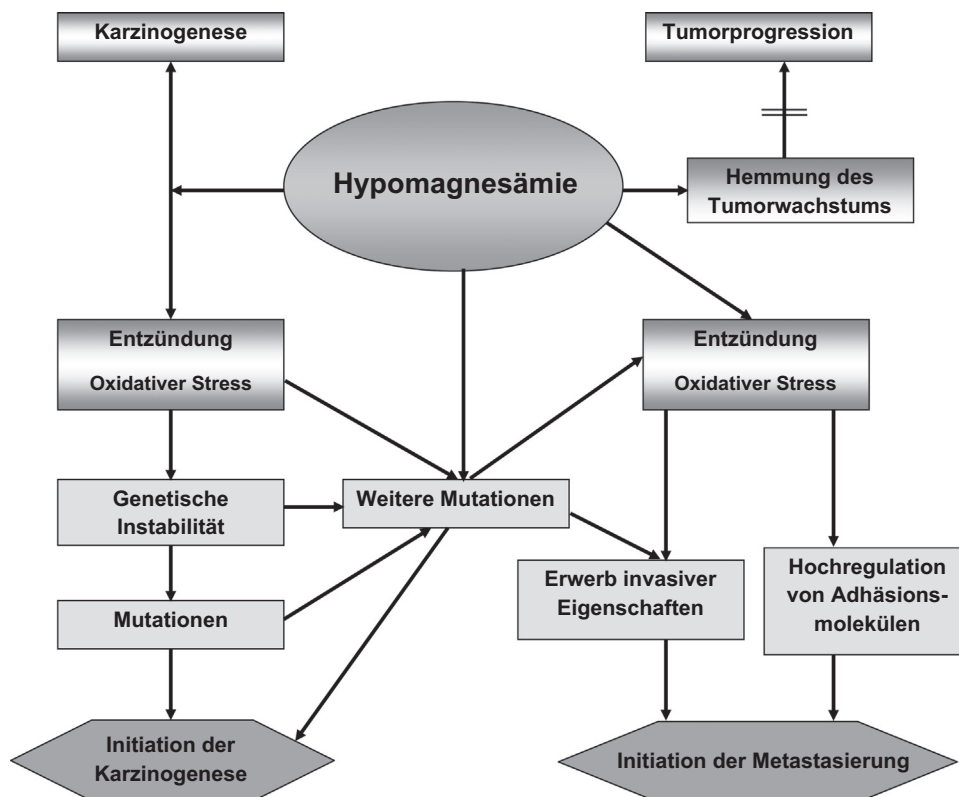 Karzinogenese
Tumorprogression
Hypomagnesämie
Hemmung des
Tumorwachstums
Entzündung
Oxidativer Stress
Entzündung
Oxidativer Stress
Genetische
Instabilität
Weitere Mutationen
Erwerb invasiver
Eigenschaften
Hochregulation
von Adhäsions-
molekülen
Mutationen
Initiation der
Karzinogenese
Initiation der Metastasierung